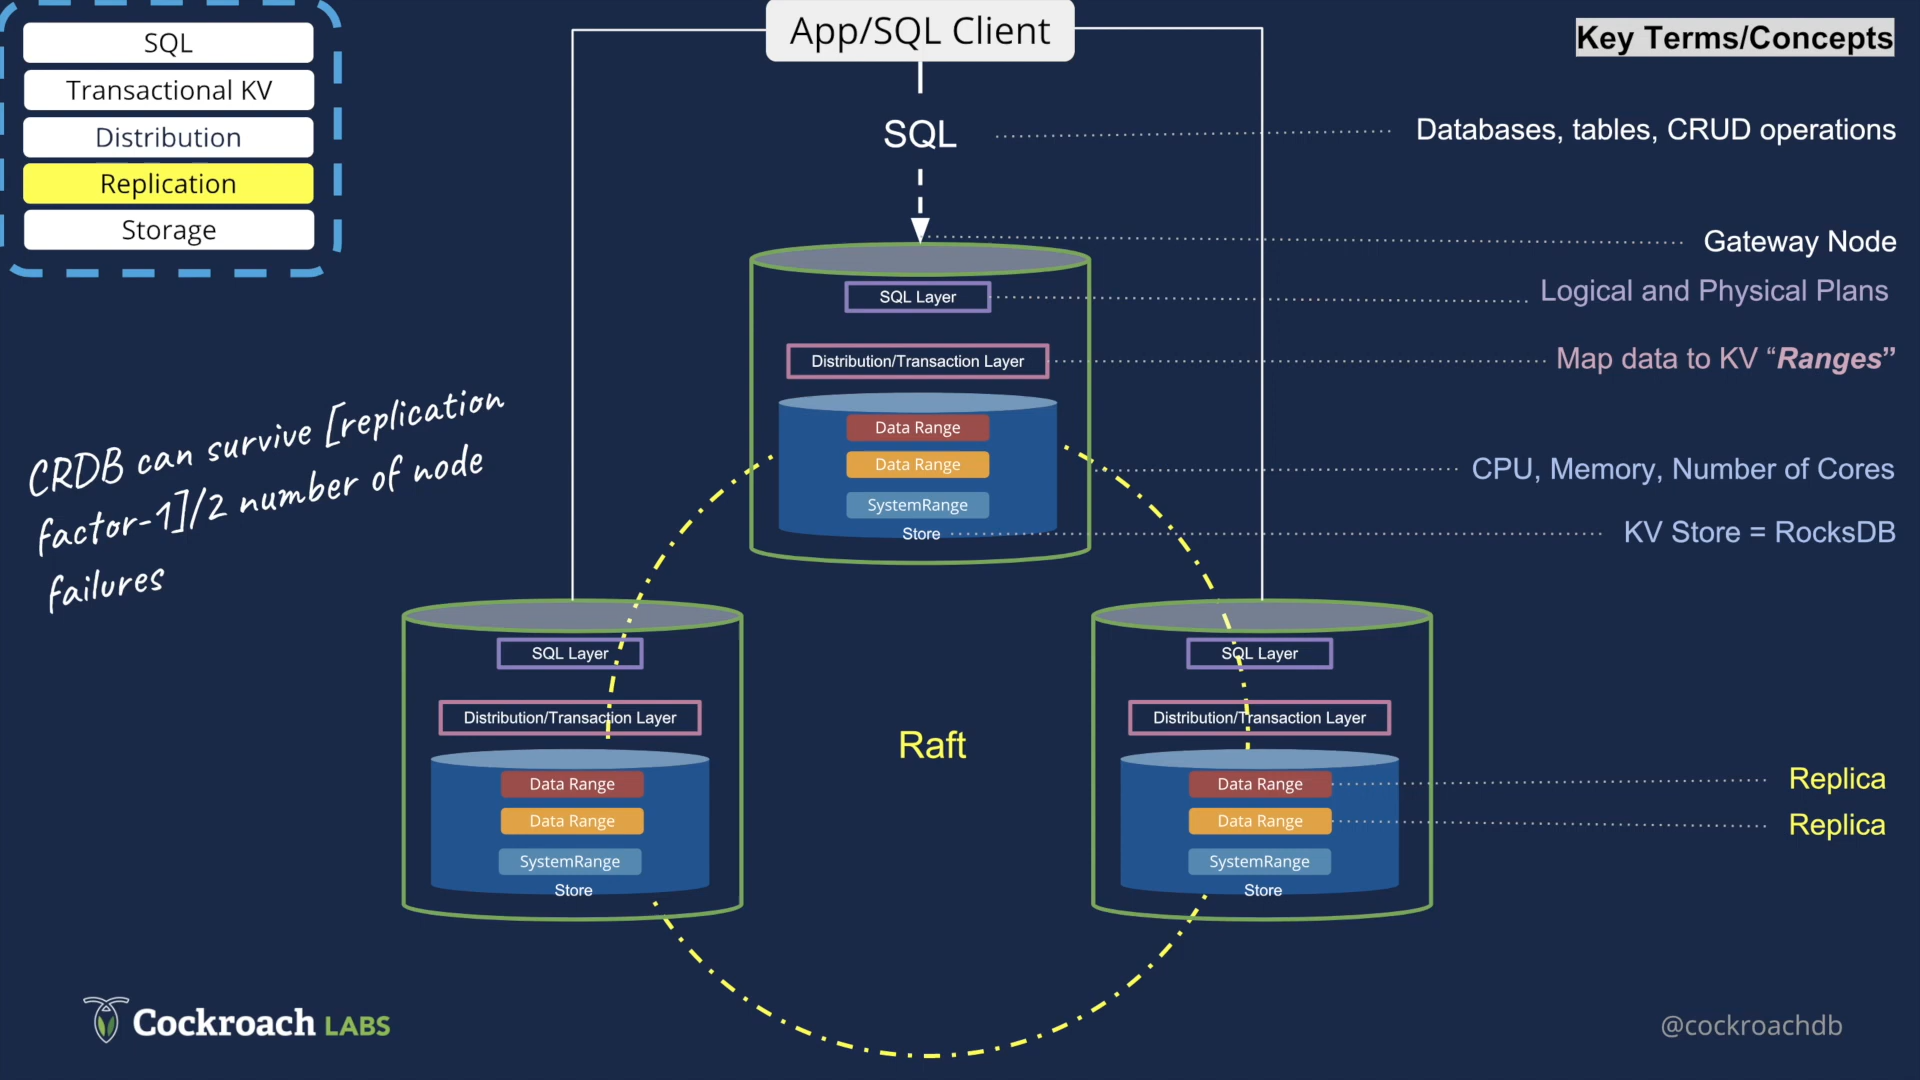 SQL
Transactional KV
Distribution
Replication
Storage
App/SQL Client
Key Terms/Concepts
SQL
Databases, tables, CRUD operations
Gateway Node
SQL Layer
Logical and Physical Plans
Distribution/Transaction Layer
Map data to KV “Ranges”
Data Range
Data Range
SystemRange
Store
CPU, Memory, Number of Cores
KV Store = RocksDB
CRDB can survive [replication
factor-1]/2 number of node
failures
SQL Layer
Distribution/Transaction Layer
Data Range
Data Range
SystemRange
Store
Raft
SQL Layer
Distribution/Transaction Layer
Data Range
Data Range
SystemRange
Store
Replica
Replica
Cockroach LABS
@cockroachdb